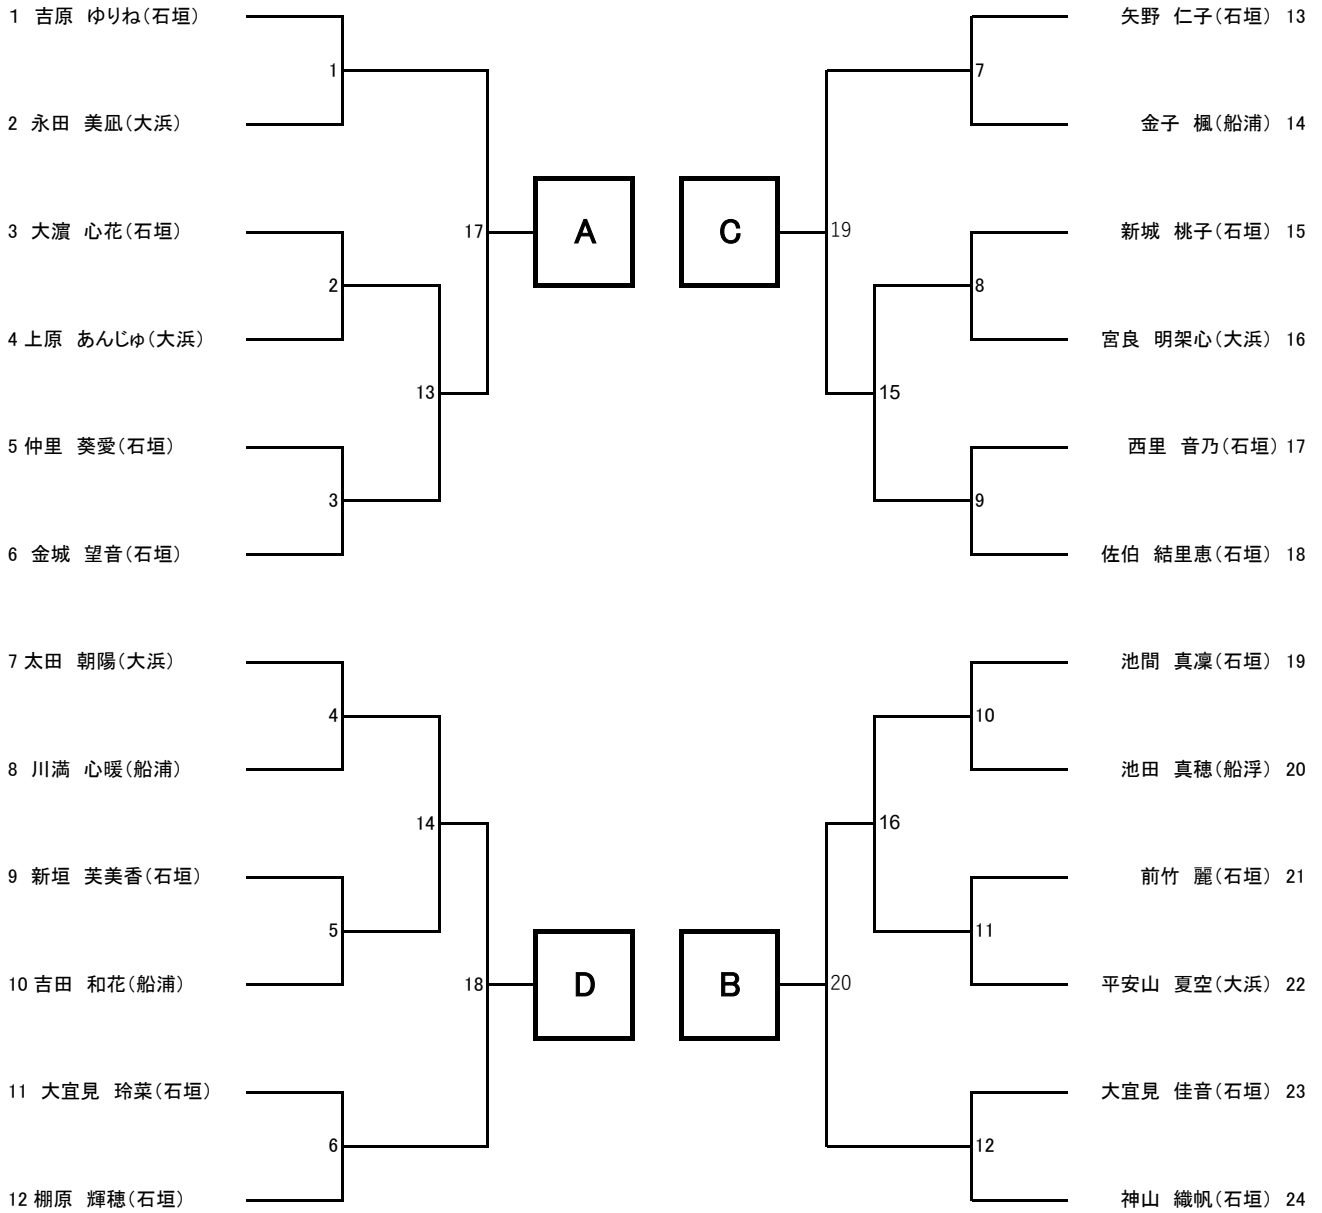 1 吉原 ゆりね(石垣)
1
2 永田 美凪(大浜)
3 大濵 心花(石垣)
17
A
2
4 上原 あんじゅ(大浜)
13
5 仲里 葵愛(石垣)
3
6 金城 望音(石垣)
7 太田 朝陽(大浜)
4
8 川満 心暖(船浦)
14
9 新垣 芙美香(石垣)
5
10 吉田 和花(船浦)
18
D
11 大宜見 玲菜(石垣)
6
12 棚原 輝穂(石垣)
矢野 仁子(石垣) 13
7
金子 楓(船浦) 14
C
19
新城 桃子(石垣) 15
8
宮良 明架心(大浜) 16
15
西里 音乃(石垣) 17
9
佐伯 結里恵(石垣) 18
池間 真凜(石垣) 19
10
池田 真穂(船浮) 20
16
前竹 麗(石垣) 21
11
平安山 夏空(大浜) 22
B
20
大宜見 佳音(石垣) 23
12
神山 織帆(石垣) 24